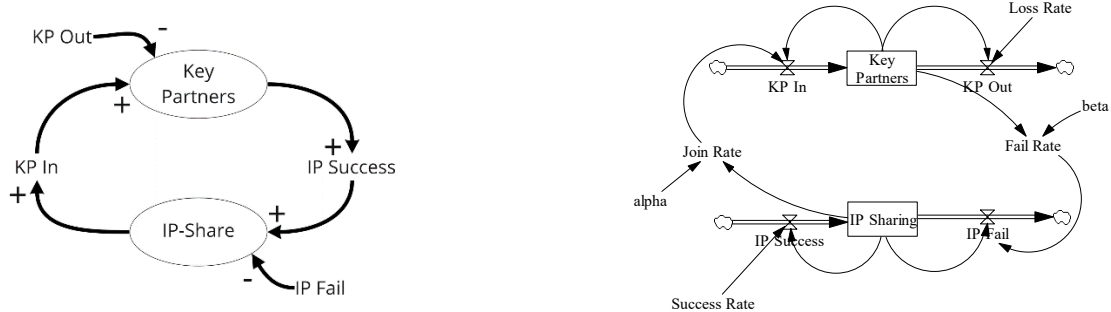 KP Out
-
Key
Partners
+
+
KP In
IP Success
+
+
IP-Share
-
IP Fail
Loss Rate
Key
Partners
KP In
KP Out
beta
Join Rate
Fail Rate
alpha
IP Sharing
IP Success
IP Fail
Success Rate